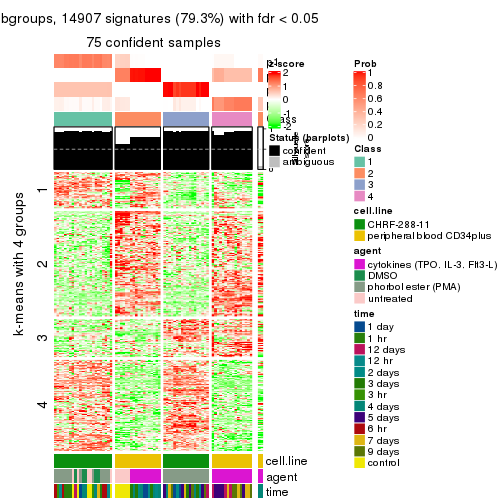 bgroups, 14907 signatures (79.3%) with fdr < 0.05
75 confident samples
z-score
2
1
0
-1
-2
Status (barplots)
confident
ambiguous
Prob
1
0.8
0.6
0.4
0.2
0
Class
1
2
3
4
cell.line
CHRF-288-11
peripheral blood CD34plus
agent
cytokines (TPO, IL-3, Flt3-L)
DMSO
phorbol ester (PMA)
untreated
time
1 day
1 hr
12 days
12 hr
2 days
3 days
3 hr
4 days
5 days
6 hr
7 days
9 days
control
k-means with 4 groups
1
2
3
4
cell.line
agent
time